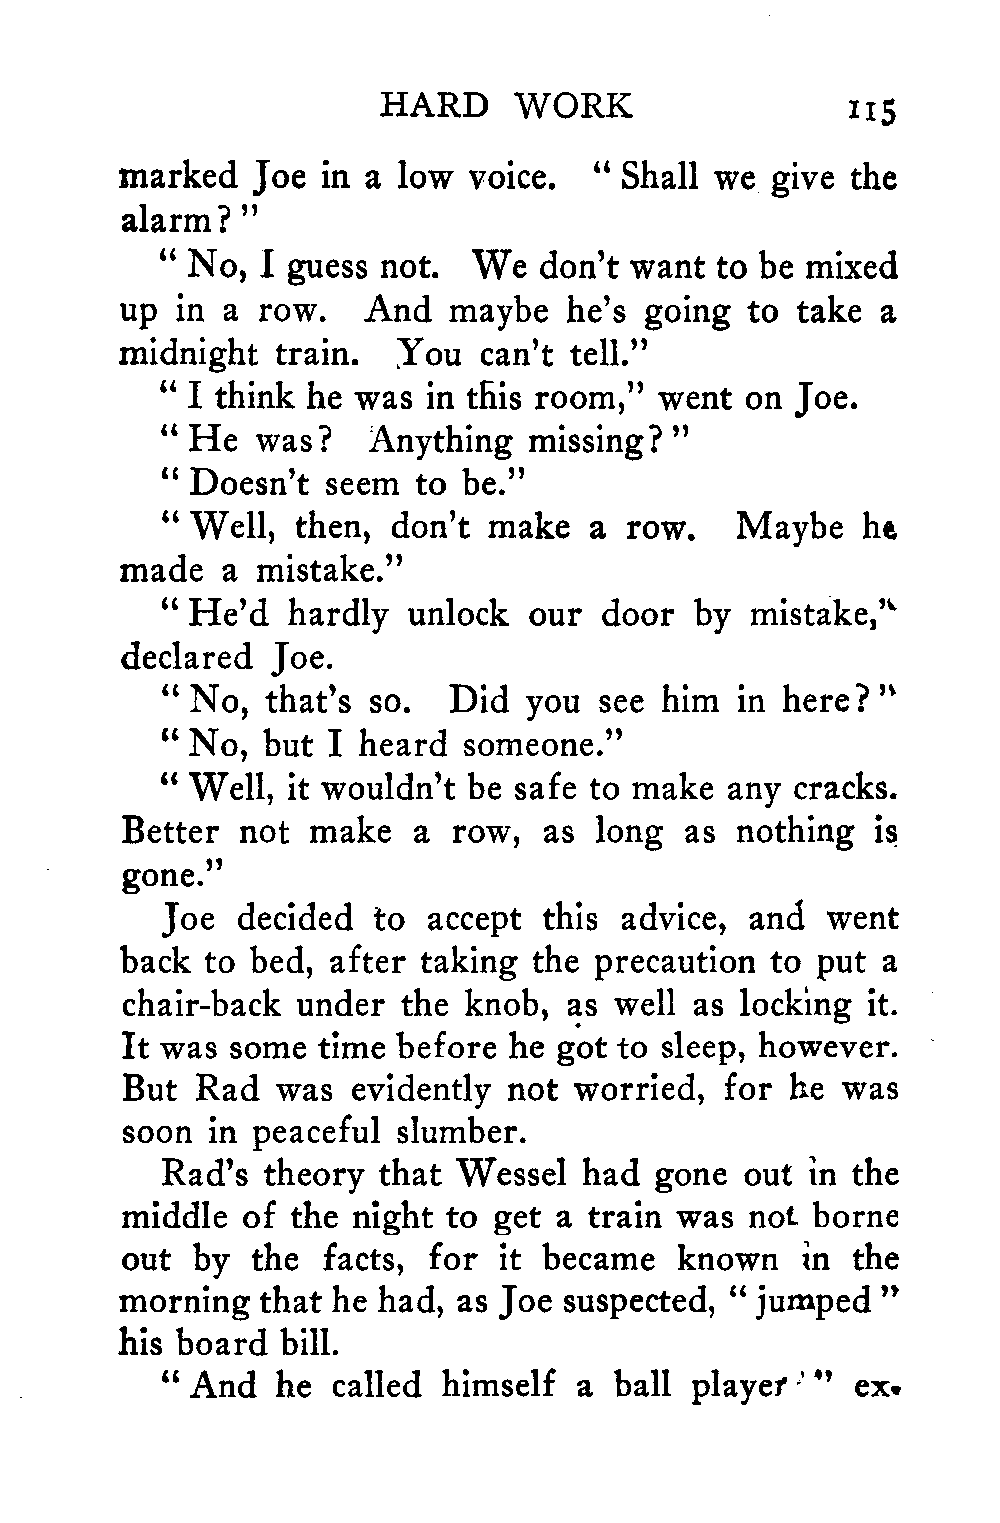 HARD WORK 115
marked Joe in a low voice. “ Shall we give the
alarm? ”
“ No, I guess not. We don’t want to be mixed
up in a row. And maybe he’s going to take a
midnight train. You can’t tell.”
“ I think he was in this room,” went on Joe.
“ He was? Anything missing? ”
“ Doesn’t seem to be.”
“ Well, then, don’t make a row. Maybe he
made a mistake.”
“ He’d hardly unlock our door by mistake,”
declared Joe.
“ No, that’s so. Did you see him in here? ”
“ No, but I heard someone.”
“ Well, it wouldn’t be safe to make any cracks.
Better not make a row, as long as nothing is
gone.”
Joe decided to accept this advice, and went
back to bed, after taking the precaution to put a
chair-back under the knob, as well as locking it.
It was some time before he got to sleep, however.
But Rad was evidently not worried, for he was
soon in peaceful slumber.
Rad’s theory that Wessel had gone out in the
middle of the night to get a train was not borne
out by the facts, for it became known in the
morning that he had, as Joe suspected, “ jumped ”
his board bill.
“ And he called himself a ball player! ” ex-